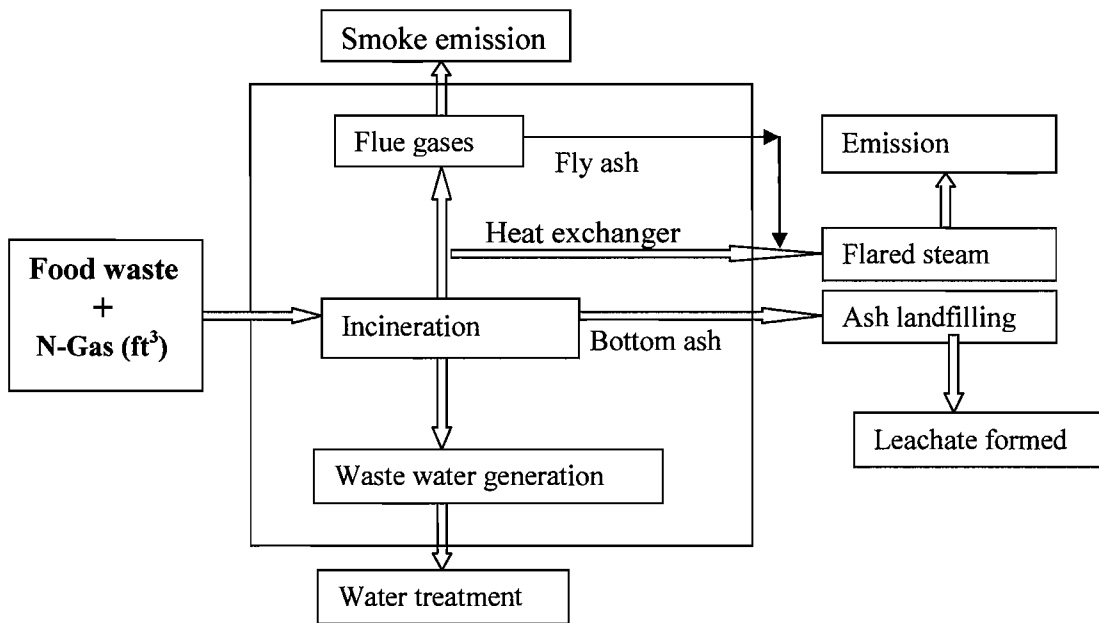 Smoke emission
Flue gases
Fly ash
Emission
Heat exchanger
Flared steam
Food waste
+
N-Gas (ft³)
Incineration
Bottom ash
Ash landfilling
Leachate formed
Waste water generation
Water treatment